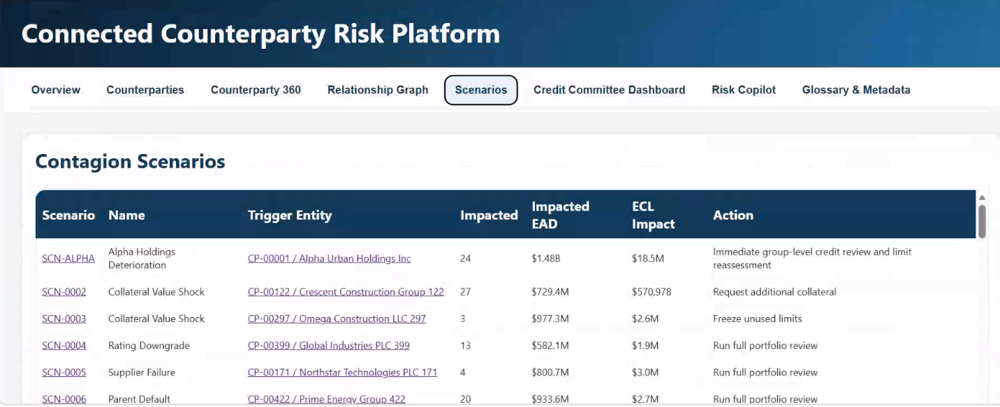 Connected Counterparty Risk Platform
Overview Counterparties Counterparty 360 Relationship Graph Scenarios Credit Committee Dashboard Risk Copilot Glossary & Metadata
Contagion Scenarios
Scenario Name Trigger Entity Impacted Impacted EAD ECL Impact Action
SCN-ALPHA Alpha Holdings Deterioration CP-00001 / Alpha Urban Holdings Inc 24 $1.48B $18.5M Immediate group-level credit review and limit reassessment
SCN-0002 Collateral Value Shock CP-00122 / Crescent Construction Group 122 27 $729.4M $570,978 Request additional collateral
SCN-0003 Collateral Value Shock CP-00297 / Omega Construction LLC 297 3 $977.3M $2.6M Freeze unused limits
SCN-0004 Rating Downgrade CP-00399 / Global Industries PLC 399 13 $582.1M $1.9M Run full portfolio review
SCN-0005 Supplier Failure CP-00171 / Northstar Technologies PLC 171 4 $800.7M $3.0M Run full portfolio review
SCN-0006 Parent Default CP-00422 / Prime Energy Group 422 20 $933.6M $2.7M Run full portfolio review